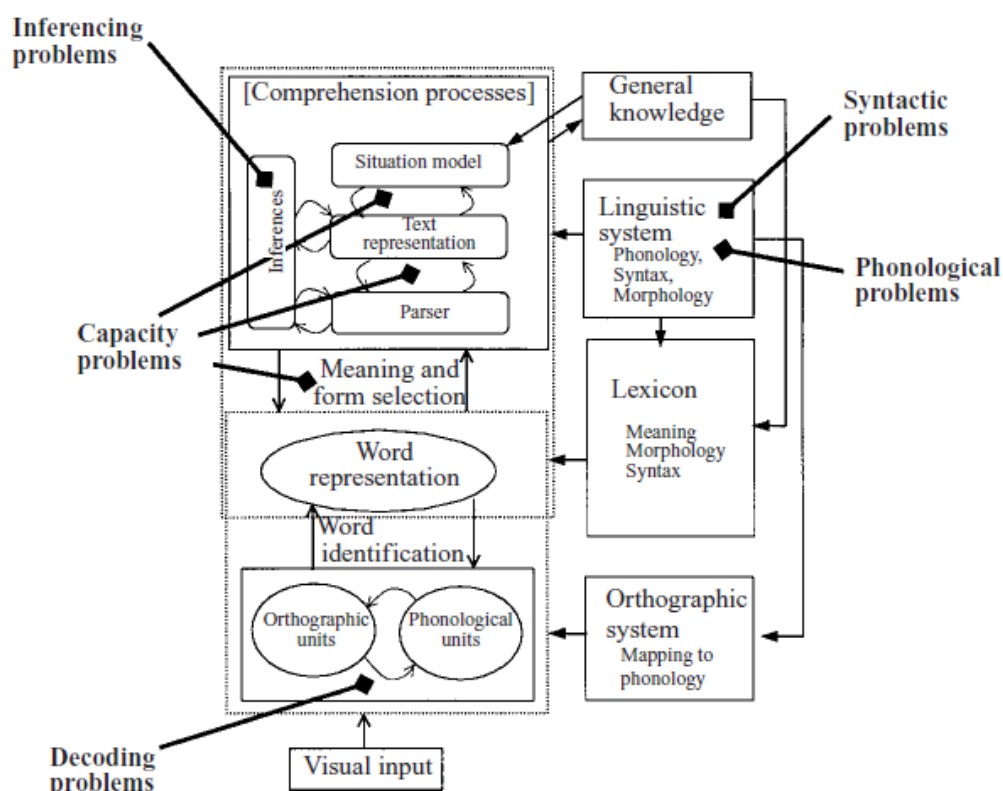 Inferencing
problems
[Comprehension processes]
General
knowledge
Syntactic
problems
Situation model
Inferences
Text
representation
Parser
Linguistic
system
Phonology,
Syntax,
Morphology
Phonological
problems
Capacity
problems
Meaning and
form selection
Lexicon
Meaning
Morphology
Syntax
Word
representation
Word
identification
Orthographic
units
Phonological
units
Orthographic
system
Mapping to
phonology
Decoding
problems
Visual input